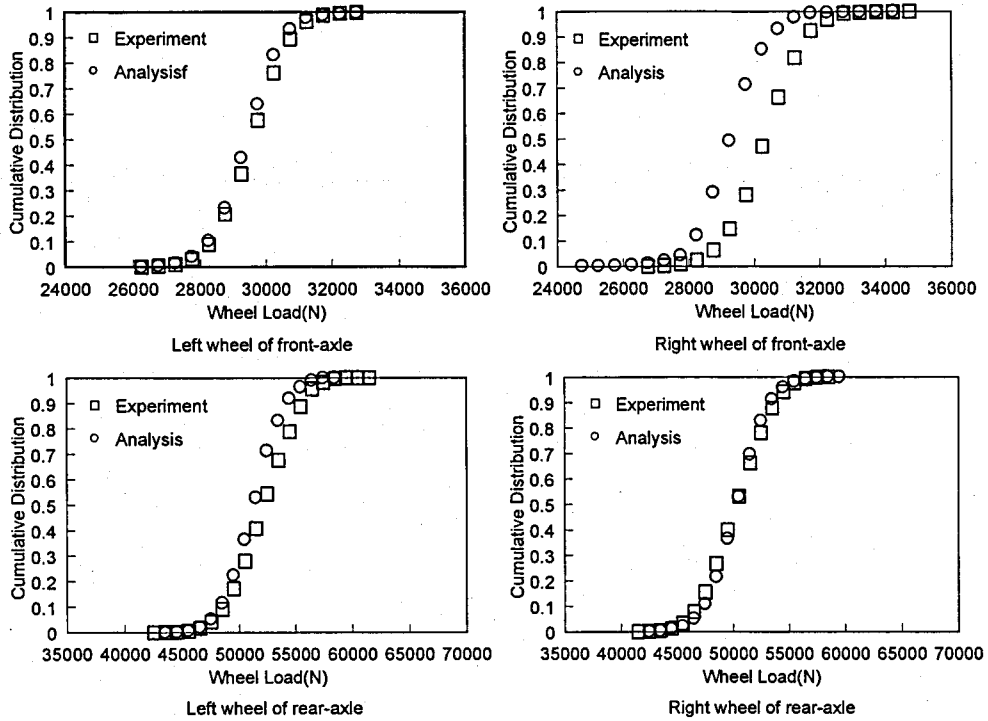 Cumulative Distribution
1
0.9
0.8
0.7
0.6
0.5
0.4
0.3
0.2
0.1
0
Experiment
Analysisf
24000 26000 28000 30000 32000 34000 36000
Wheel Load(N)
Left wheel of front-axle
Cumulative Distribution
1
0.9
0.8
0.7
0.6
0.5
0.4
0.3
0.2
0.1
0
Experiment
Analysis
24000 26000 28000 30000 32000 34000 36000
Wheel Load(N)
Right wheel of front-axle
Cumulative Distribution
1
0.9
0.8
0.7
0.6
0.5
0.4
0.3
0.2
0.1
0
Experiment
Analysis
35000 40000 45000 50000 55000 60000 65000 70000
Wheel Load(N)
Left wheel of rear-axle
Cumulative Distribution
1
0.9
0.8
0.7
0.6
0.5
0.4
0.3
0.2
0.1
0
Experiment
Analysis
35000 40000 45000 50000 55000 60000 65000 70000
Wheel Load(N)
Right wheel of rear-axle